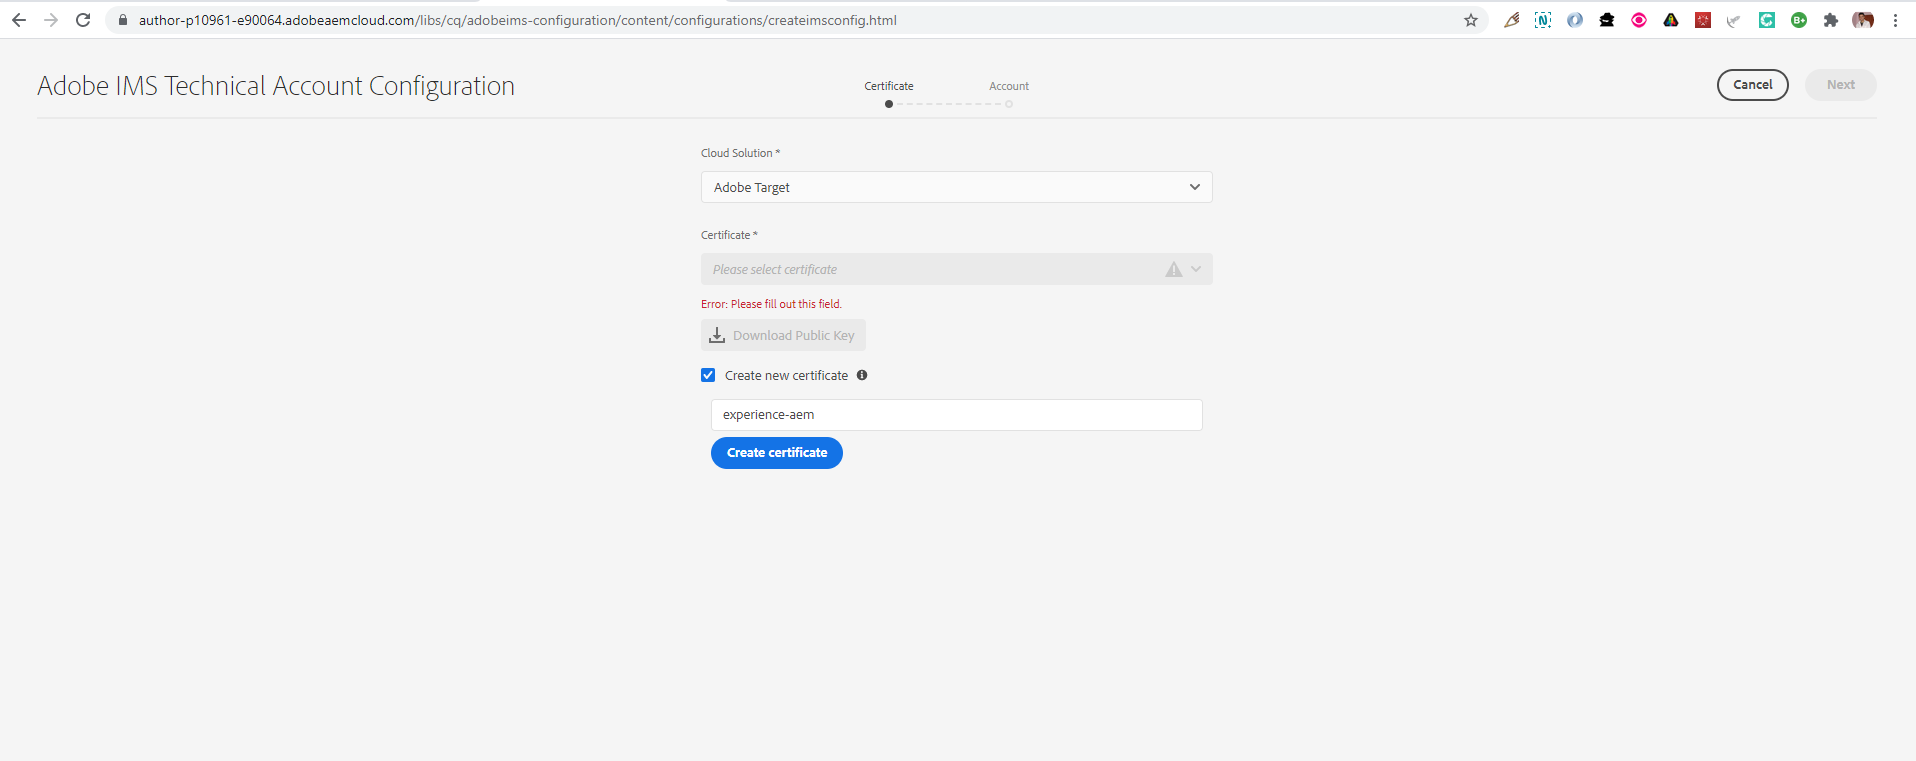 author-p10961-e90064.adobeaemcloud.com/libs/cq/adobeims-configuration/content/configurations/createimsconfig.html
Adobe IMS Technical Account Configuration
Certificate Account
Cancel Next
Cloud Solution *
Adobe Target
Certificate *
Please select certificate
Error: Please fill out this field.
Download Public Key
Create new certificate
experience-aem
Create certificate